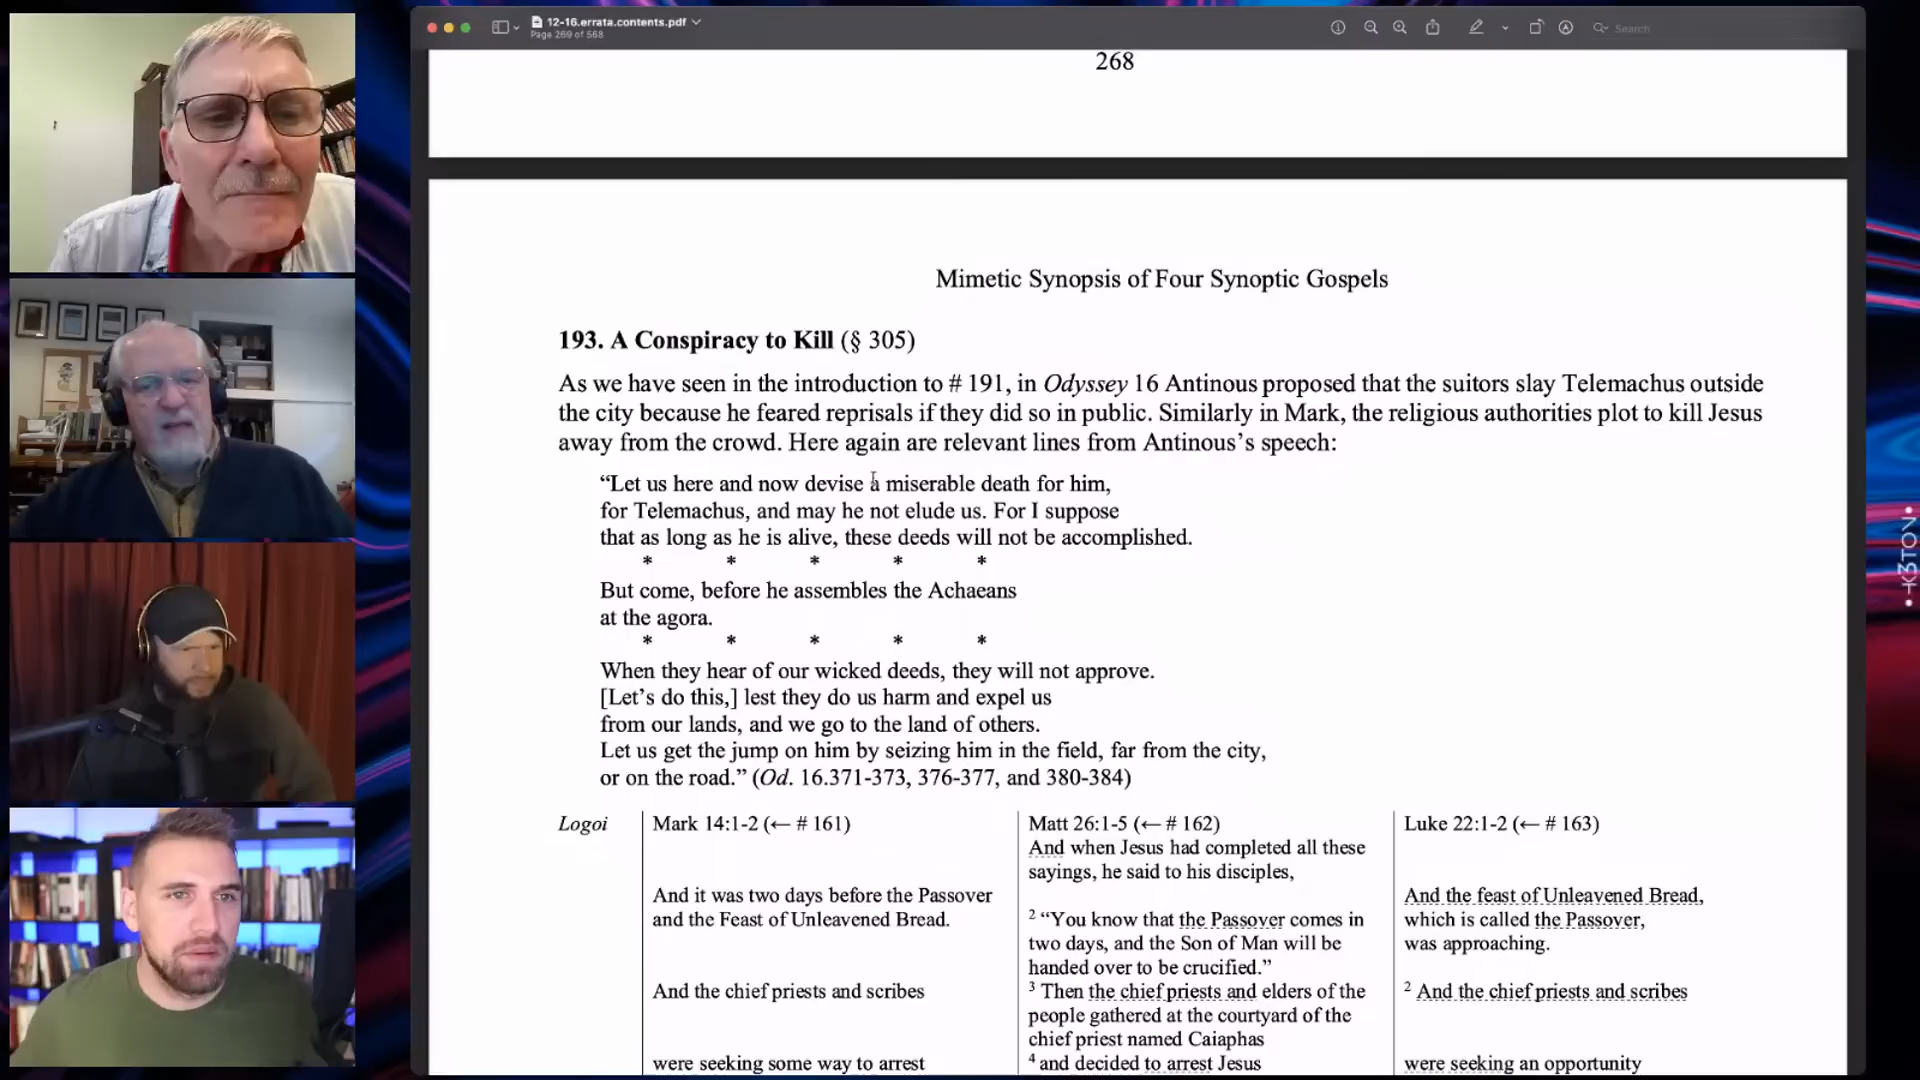 12-16.errata.contents.pdf
Page 269 of 568
Search
268
Mimetic Synopsis of Four Synoptic Gospels
193. A Conspiracy to Kill (§ 305)
As we have seen in the introduction to # 191, in Odyssey 16 Antinous proposed that the suitors slay Telemachus outside
the city because he feared reprisals if they did so in public. Similarly in Mark, the religious authorities plot to kill Jesus
away from the crowd. Here again are relevant lines from Antinous’s speech:
“Let us here and now devise a miserable death for him,
for Telemachus, and may he not elude us. For I suppose
that as long as he is alive, these deeds will not be accomplished.
* * * * *
But come, before he assembles the Achaeans
at the agora.
* * * * *
When they hear of our wicked deeds, they will not approve.
[Let’s do this,] lest they do us harm and expel us
from our lands, and we go to the land of others.
Let us get the jump on him by seizing him in the field, far from the city,
or on the road.” (Od. 16.371-373, 376-377, and 380-384)
Logoi
Mark 14:1-2 (← # 161)
And it was two days before the Passover
and the Feast of Unleavened Bread.
And the chief priests and scribes
were seeking some way to arrest
Matt 26:1-5 (← # 162)
And when Jesus had completed all these
sayings, he said to his disciples,
2 “You know that the Passover comes in
two days, and the Son of Man will be
handed over to be crucified.”
3 Then the chief priests and elders of the
people gathered at the courtyard of the
chief priest named Caiaphas
4 and decided to arrest Jesus
Luke 22:1-2 (← # 163)
And the feast of Unleavened Bread,
which is called the Passover,
was approaching.
2 And the chief priests and scribes
were seeking an opportunity